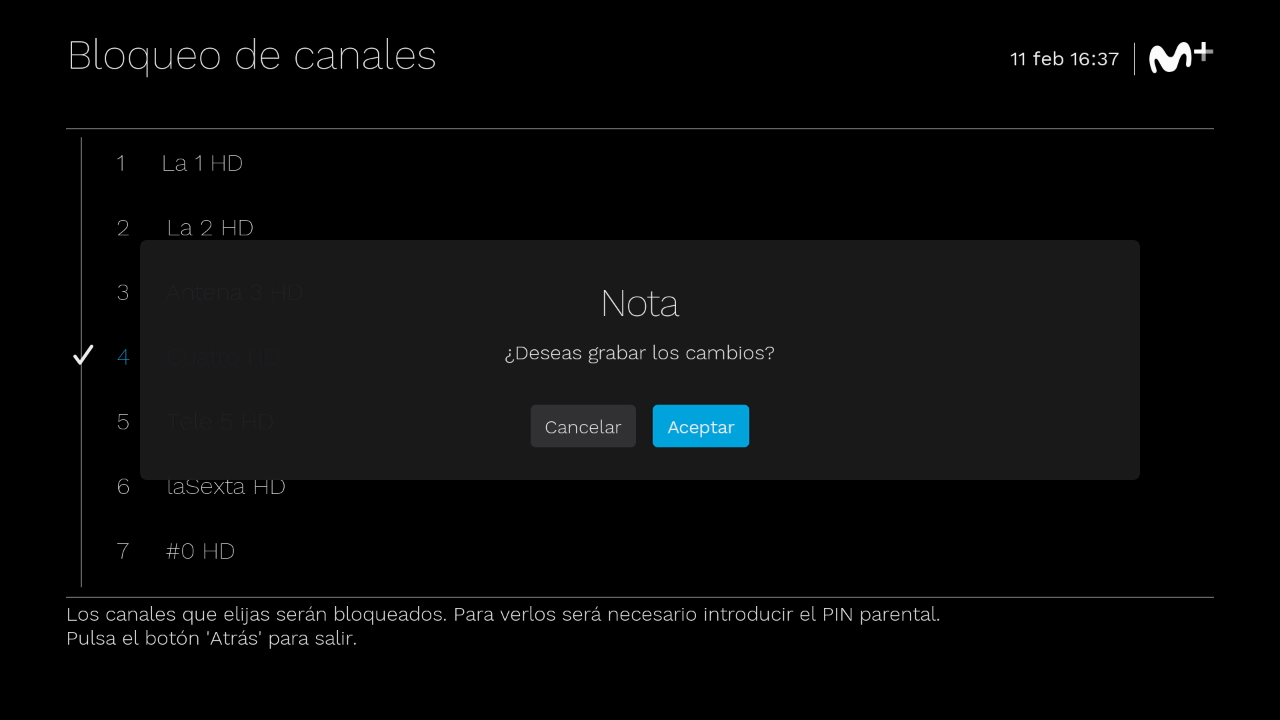 Bloqueo de canales
11 feb 16:37
M+
1 La 1 HD
2 La 2 HD
3 Antena 3 HD
4
5 Tele 5 HD
6 laSexta HD
7 #0 HD
Nota
¿Deseas grabar los cambios?
Cancelar Aceptar
Los canales que elijas serán bloqueados. Para verlos será necesario introducir el PIN parental.
Pulsa el botón 'Atrás' para salir.